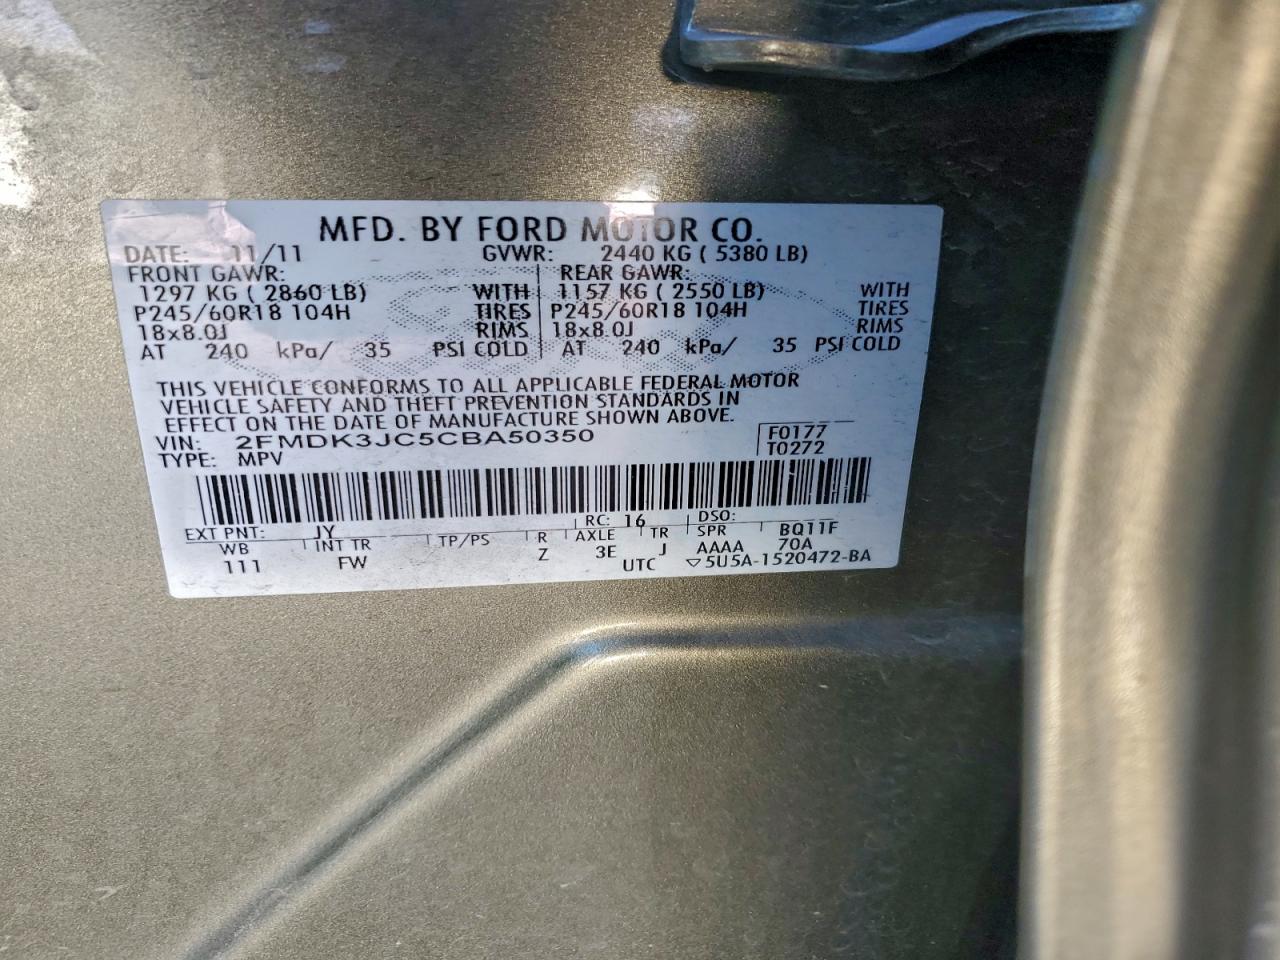 MFD. BY FORD MOTOR CO.
DATE: 11/11 GVWR: 2440 KG ( 5380 LB)
FRONT GAWR: REAR GAWR:
1297 KG ( 2860 LB) WITH 1157 KG ( 2550 LB) WITH
P245/60R18 104H TIRES P245/60R18 104H TIRES
18x8.0J RIMS 18x8.0J RIMS
AT 240 kPa/ 35 PSI COLD AT 240 kPa/ 35 PSI COLD
THIS VEHICLE CONFORMS TO ALL APPLICABLE FEDERAL MOTOR
VEHICLE SAFETY AND THEFT PREVENTION STANDARDS IN
EFFECT ON THE DATE OF MANUFACTURE SHOWN ABOVE.
VIN: 2FMDK3JC5CBA50350 F0177
TYPE: MPV T0272
EXT PNT: JY RC: 16 DSO:
WB INT TR TP/PS R AXLE TR SPR BQ11F
111 FW Z 3E J AAAA 70A
UTC ▽5U5A-1520472-BA